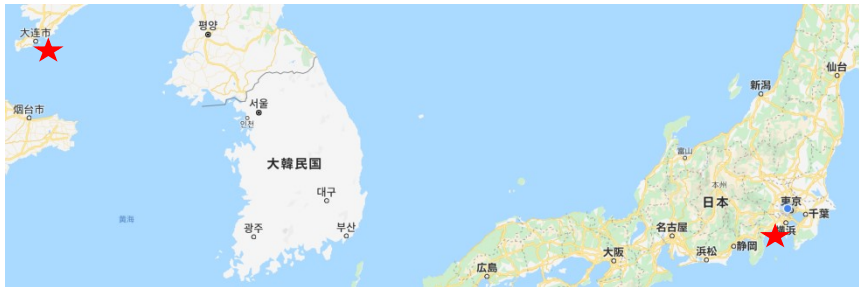 大连市
평양
仙台
新潟
烟台市
서울
인천
大韓民国
富山
本州
대구
日本
東京
千葉
黄海
광주
부산
名古屋
横浜
浜松
静岡
大阪
広島